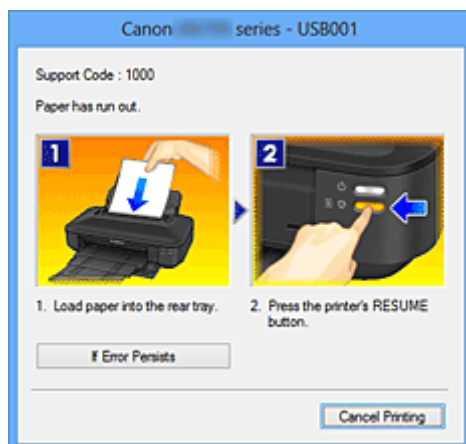 Canon series - USB001
Support Code : 1000
Paper has run out.
1
2
1. Load paper into the rear tray.
2. Press the printer's RESUME
button.
If Error Persists
Cancel Printing